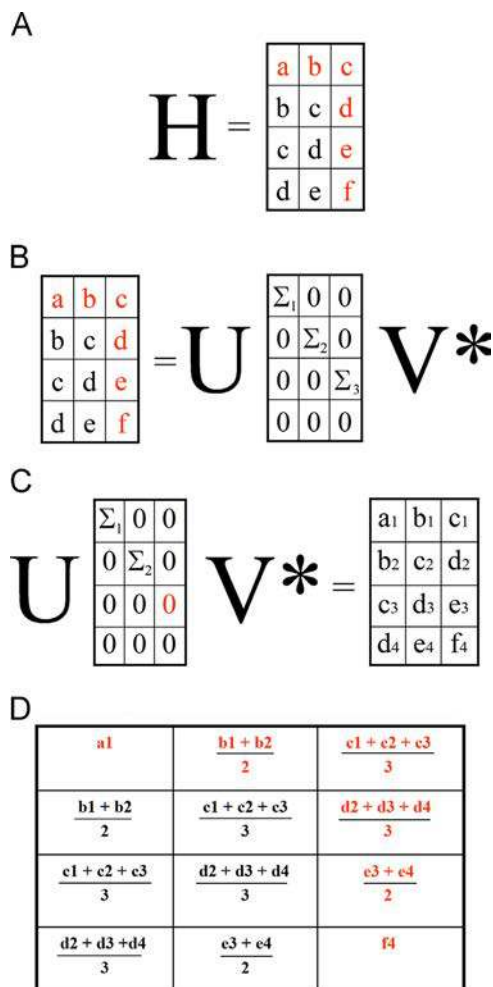 A
H = a b c
b c d
c d e
d e f
B
a b c
b c d
c d e
d e f
= U
Σ1 0 0
0 Σ2 0
0 0 Σ3
0 0 0
V*
C
U
Σ1 0 0
0 Σ2 0
0 0 0
0 0 0
V* =
a1 b1 c1
b2 c2 d2
c3 d3 e3
d4 e4 f4
D
a1 b1 + b2 c1 + c2 + c3
2 3
b1 + b2 c1 + c2 + c3 d2 + d3 + d4
2 3 3
c1 + c2 + c3 d2 + d3 + d4 e3 + e4
3 3 2
d2 + d3 +d4 e3 + e4 f4
3 2